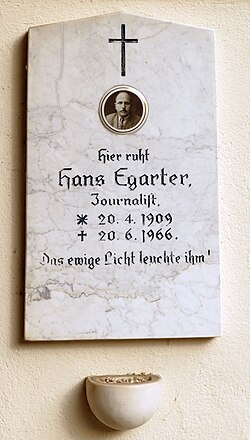 Hier ruht
Hans Egarter,
Journalist,
* 20. 4. 1909
† 20. 6. 1966.
Das ewige Licht leuchte ihm!